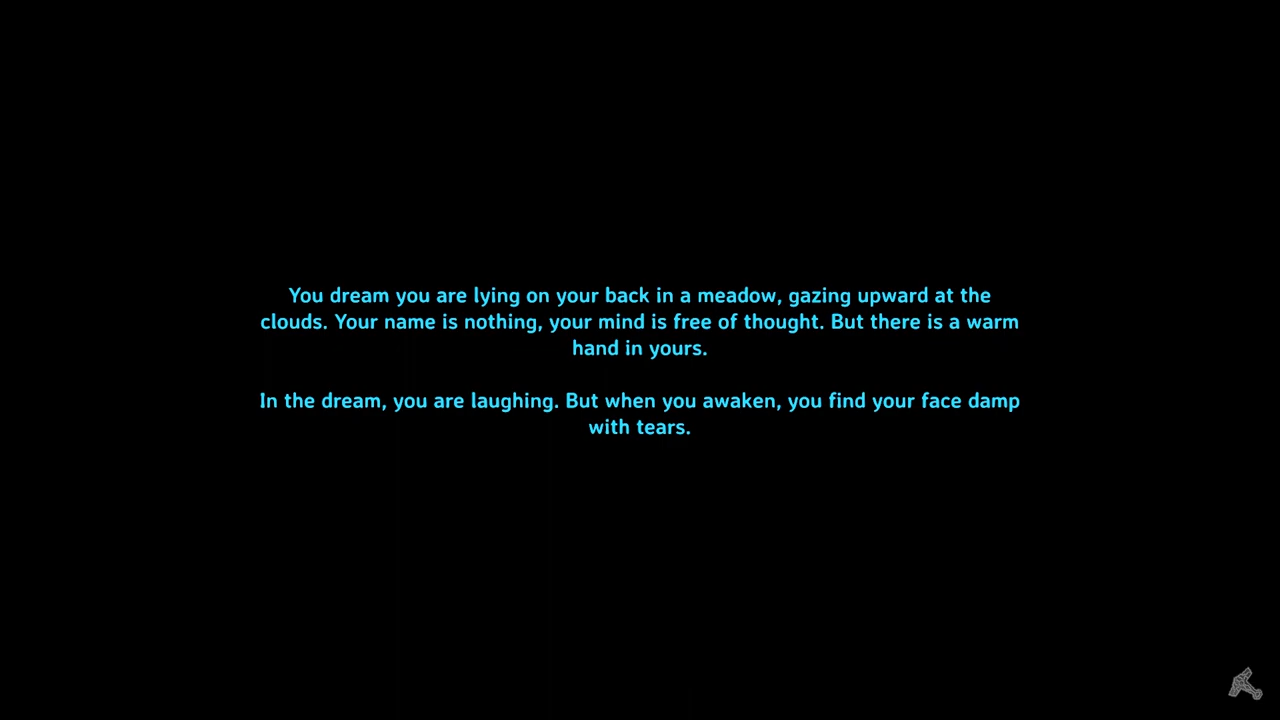 You dream you are lying on your back in a meadow, gazing upward at the
clouds. Your name is nothing, your mind is free of thought. But there is a warm
hand in yours.
In the dream, you are laughing. But when you awaken, you find your face damp
with tears.